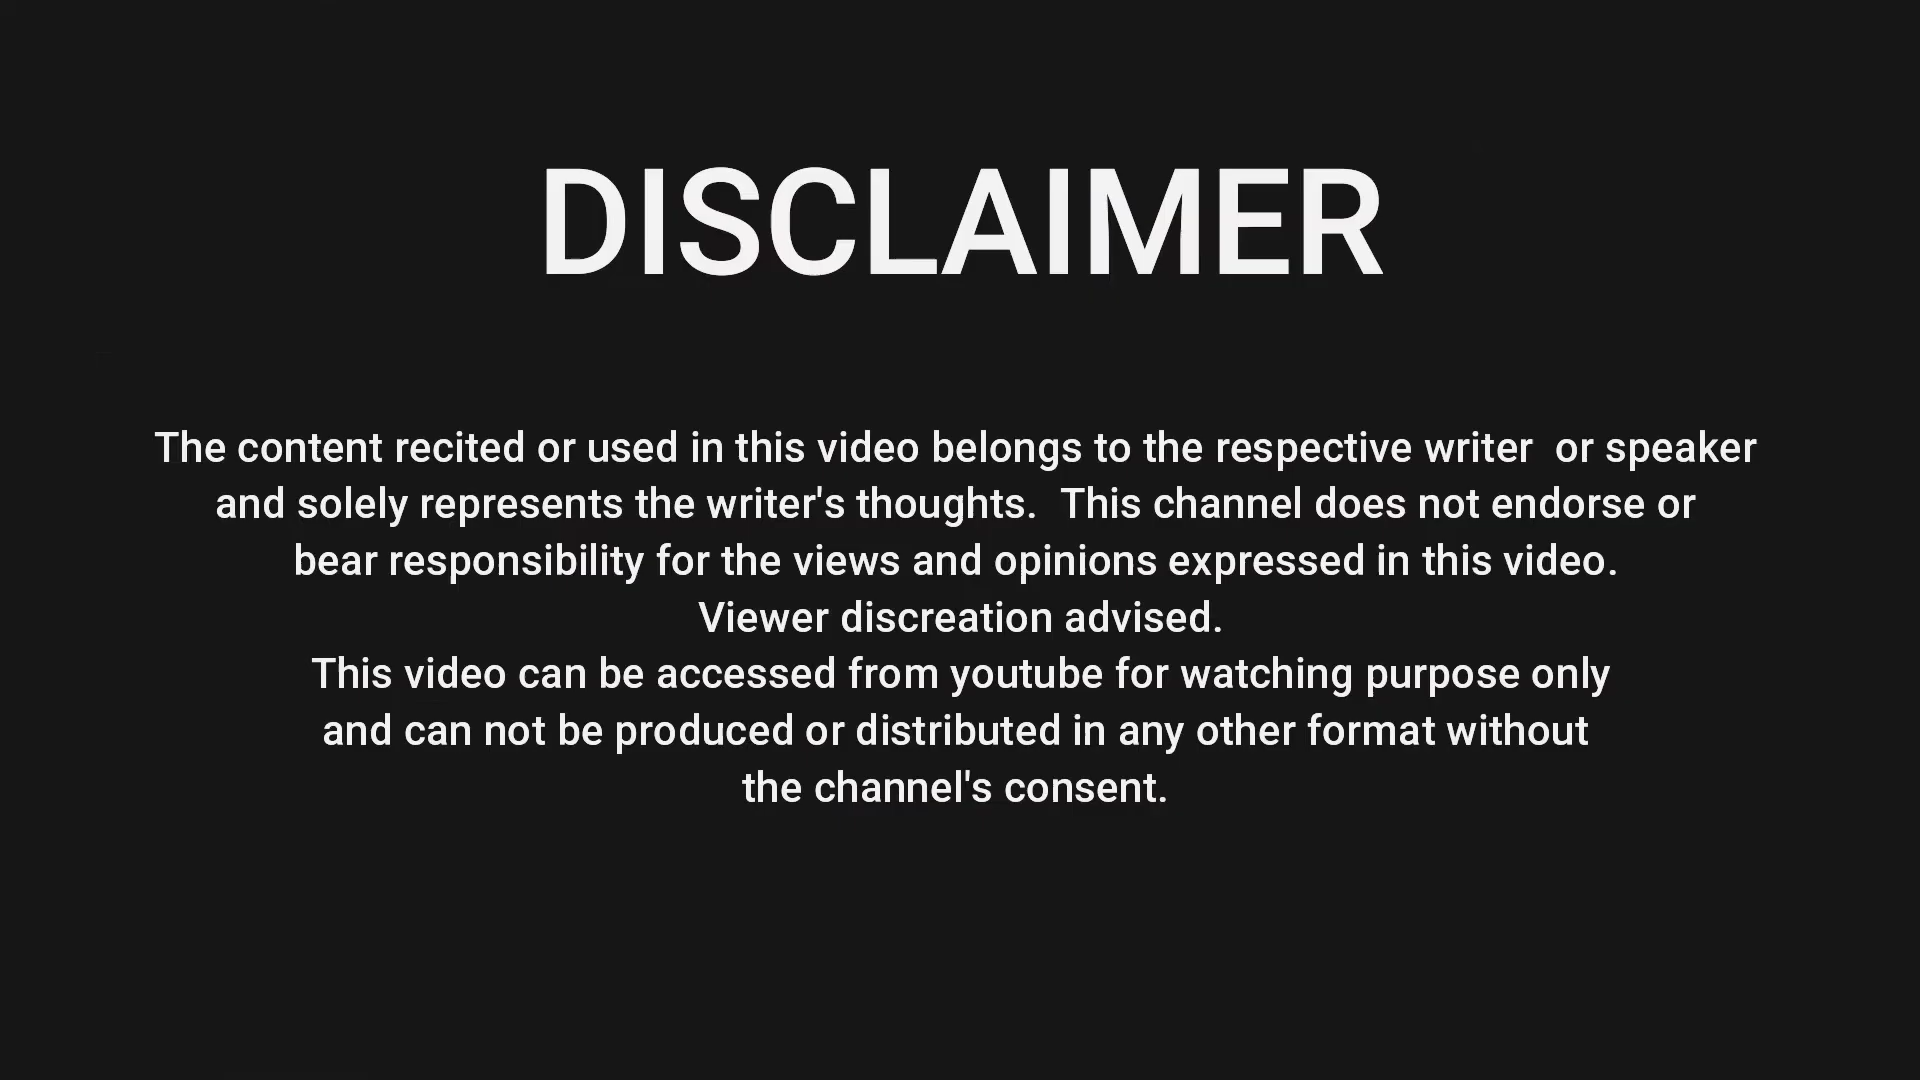 DISCLAIMER
The content recited or used in this video belongs to the respective writer  or speaker
and solely represents the writer's thoughts.  This channel does not endorse or
bear responsibility for the views and opinions expressed in this video.
Viewer discreation advised.
This video can be accessed from youtube for watching purpose only
and can not be produced or distributed in any other format without
the channel's consent.